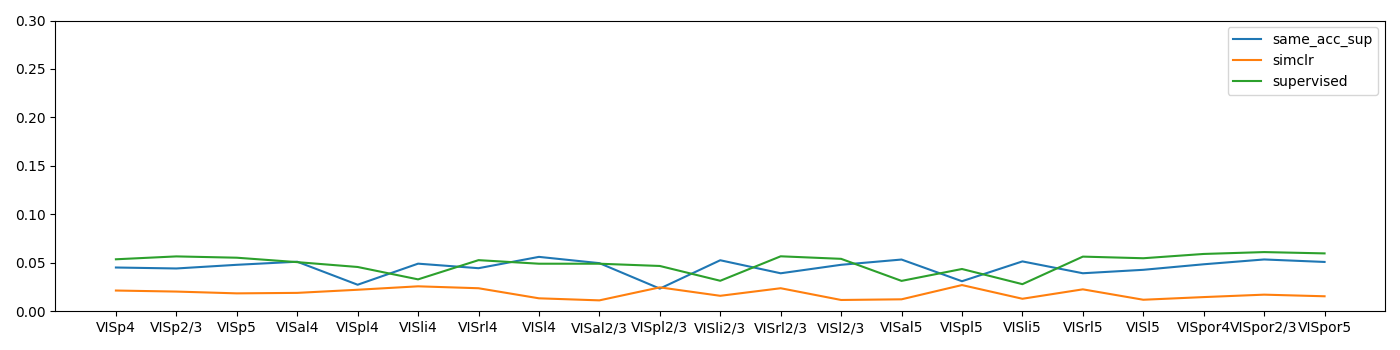 0.30
0.25
0.20
0.15
0.10
0.05
0.00
same_acc_sup
simclr
supervised
VISp4 VISp2/3 VISp5 VISal4 VISpl4 VISli4 VISrl4 VISl4 VISal2/3 VISpl2/3 VISli2/3 VISrl2/3 VISl2/3 VISal5 VISpl5 VISli5 VISrl5 VISl5 VISpor4 VISpor2/3 VISpor5